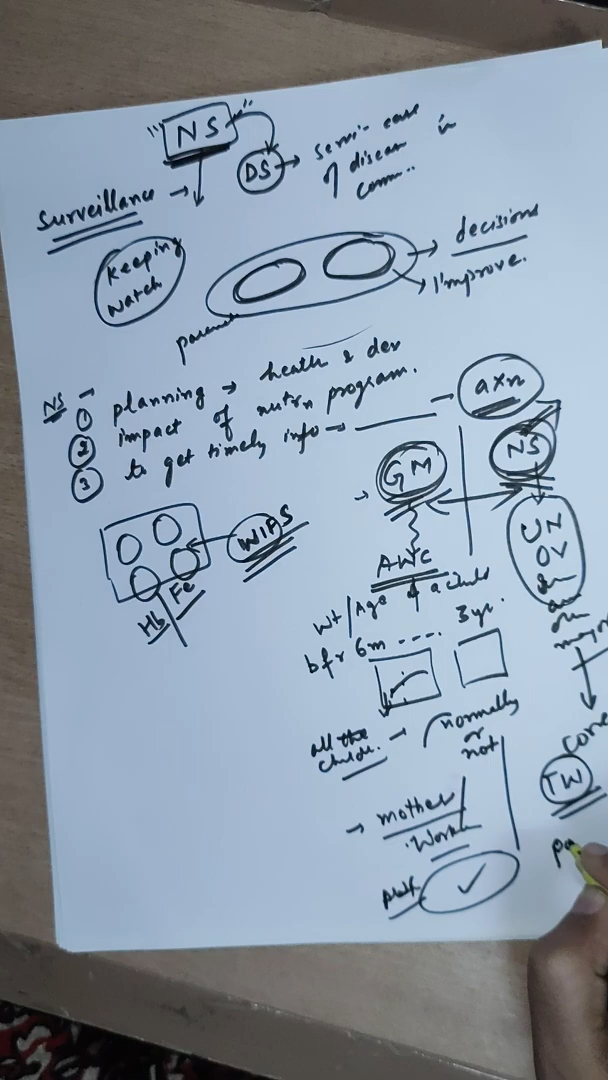 "NS"
DS → servi- case
of disease in
comm..
Surveillance →
Keeping
Watch
→ decisions
→ improve.
NS -
① planning → health & dev
② impact of nutrn program.
③ to get timely info →
axn
→ GM
NS
WIFS
Hb Fe
AWC
UN
OV
Wt/Age of a child
bfr 6m ---- 3yr.
all the
childr. → normally
or
not
→ mother/
worker
TW